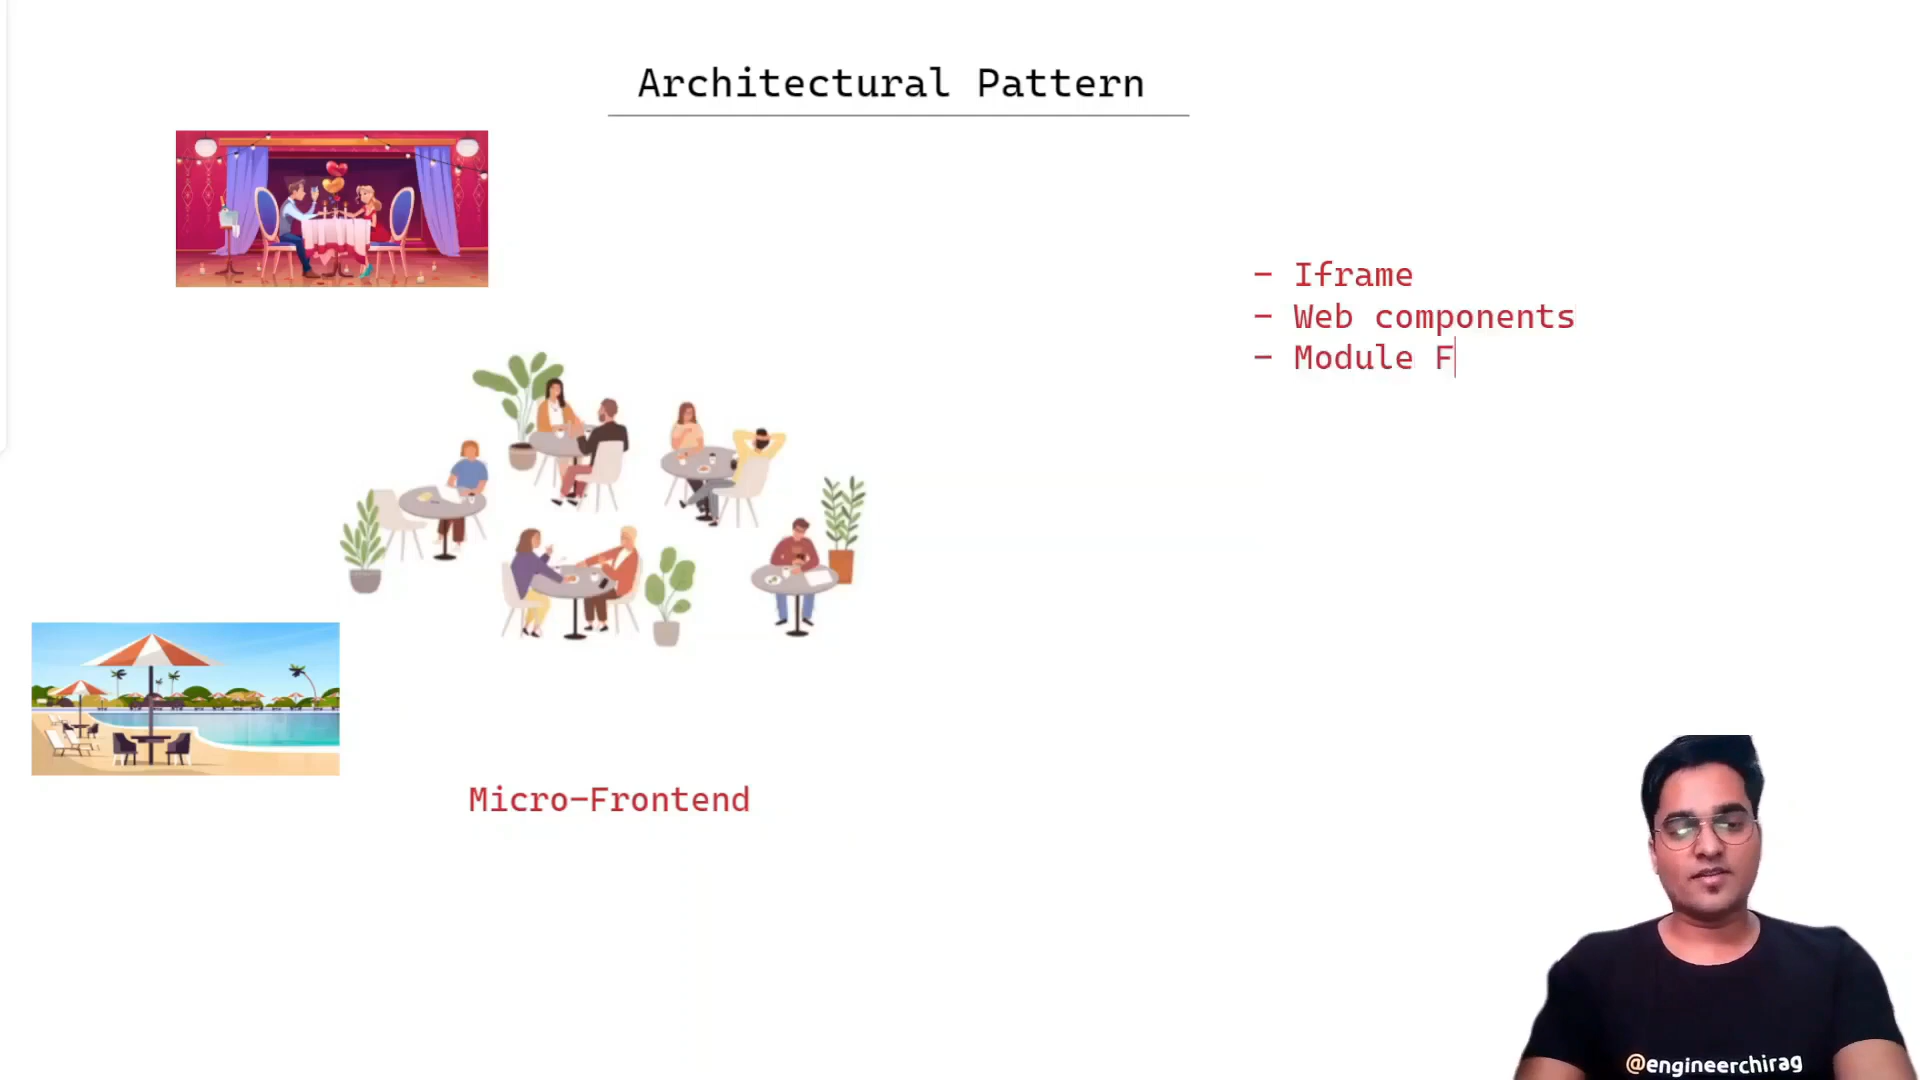 Architectural Pattern
- Iframe
- Web components
- Module F
Micro-Frontend
@engineerchirag